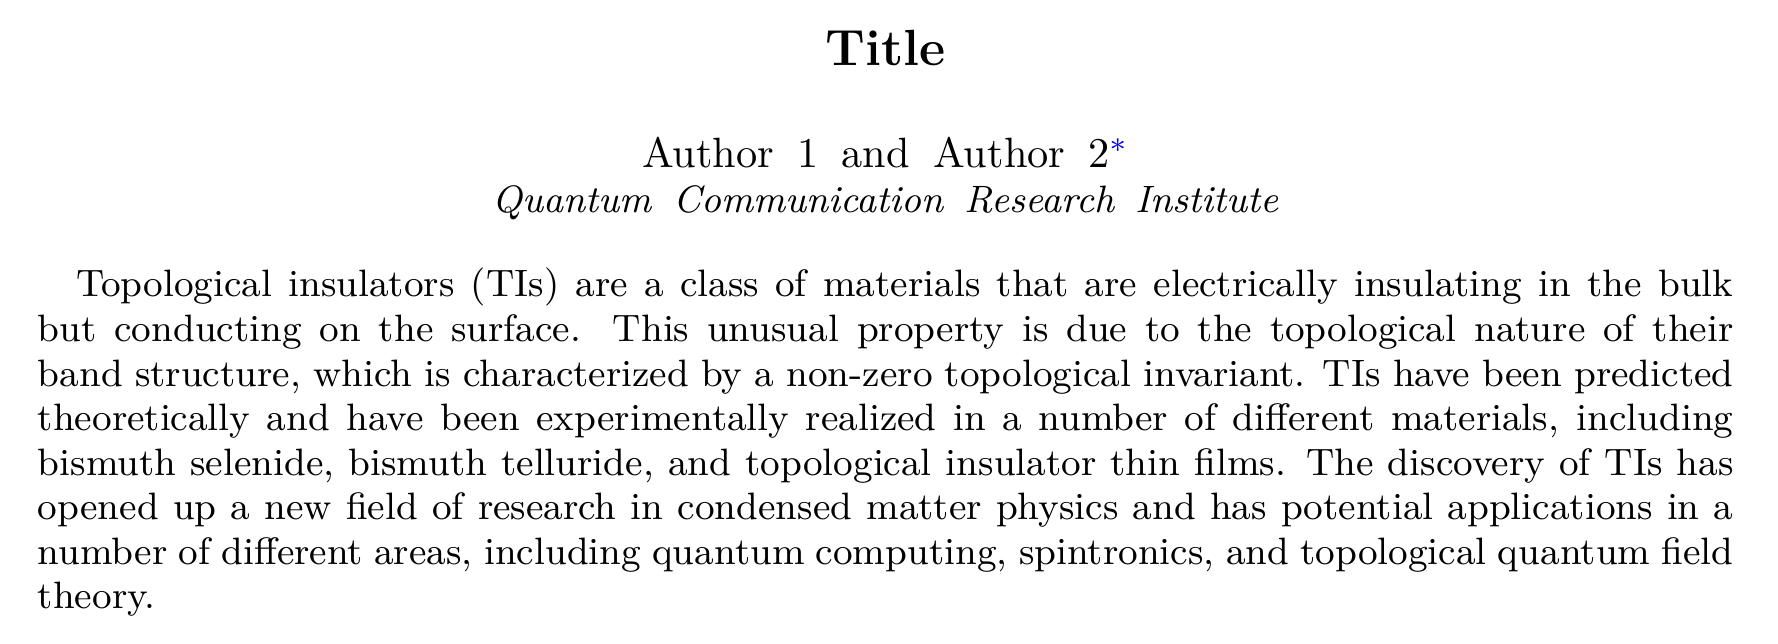 Title
Author 1 and Author 2*
Quantum Communication Research Institute
Topological insulators (TIs) are a class of materials that are electrically insulating in the bulk
but conducting on the surface. This unusual property is due to the topological nature of their
band structure, which is characterized by a non-zero topological invariant. TIs have been predicted
theoretically and have been experimentally realized in a number of different materials, including
bismuth selenide, bismuth telluride, and topological insulator thin films. The discovery of TIs has
opened up a new field of research in condensed matter physics and has potential applications in a
number of different areas, including quantum computing, spintronics, and topological quantum field
theory.